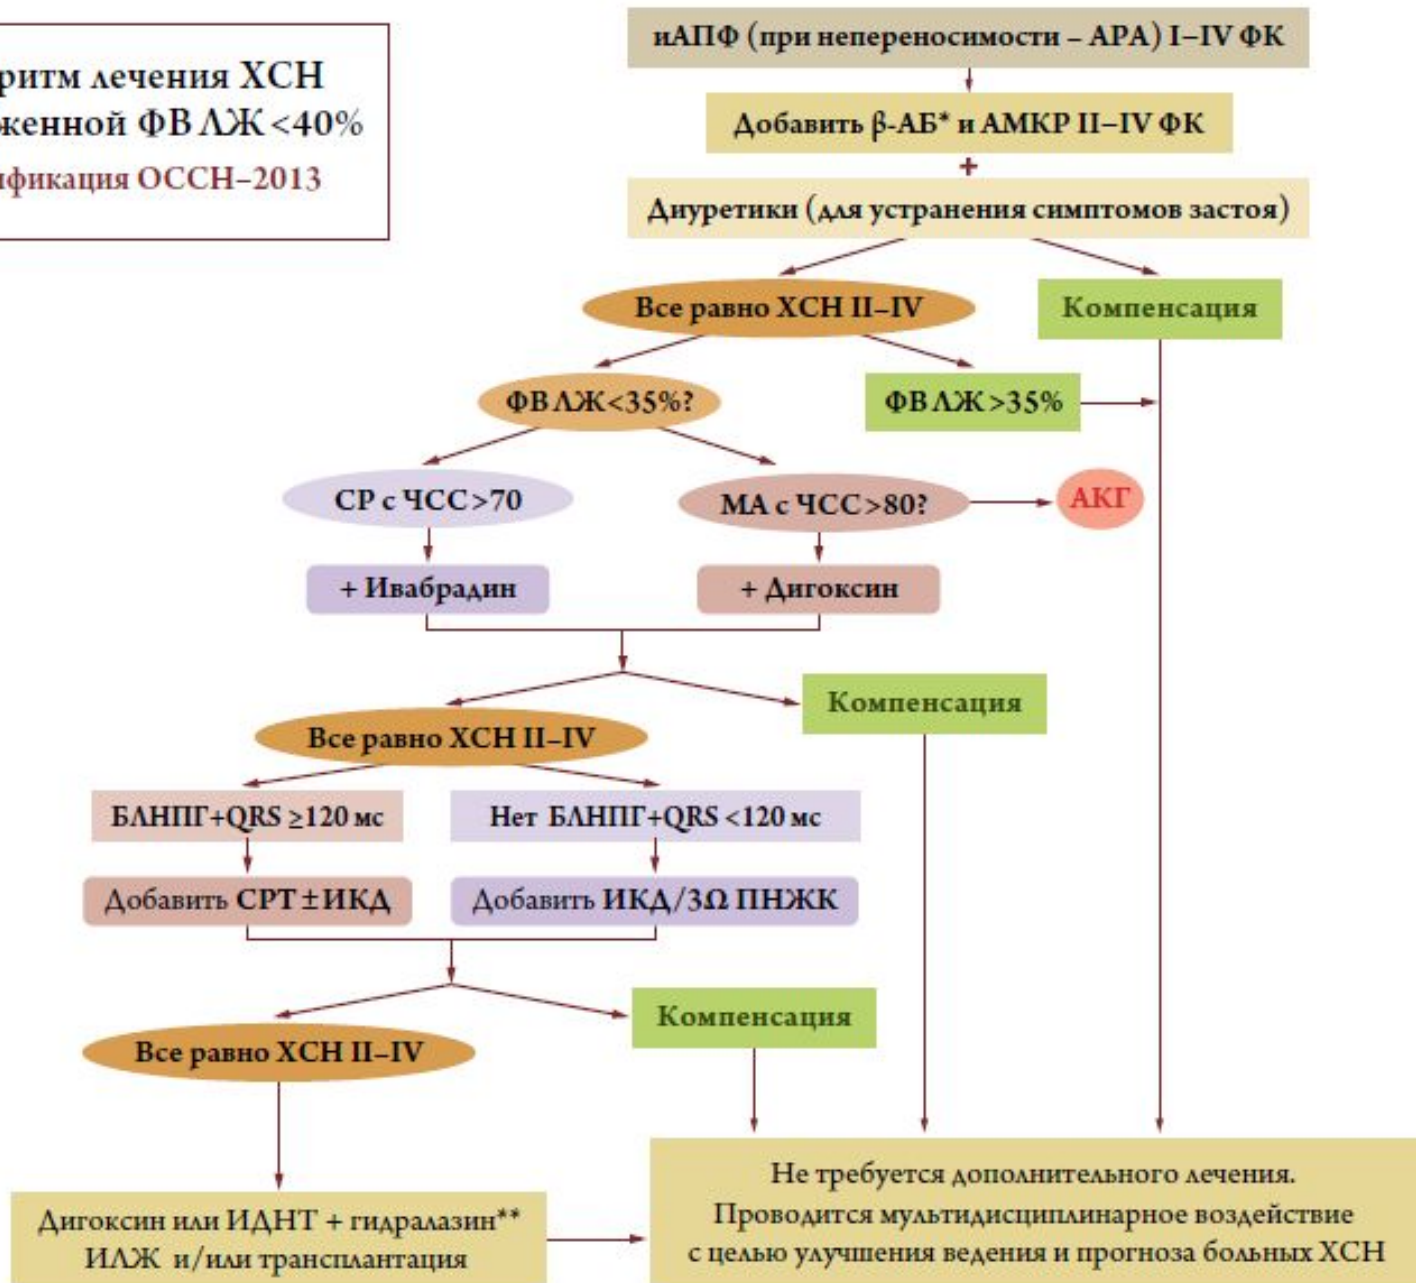 ритм лечения ХСН
женной ФВ ЛЖ <40%
ификация ОССН–2013
иАПФ (при непереносимости – АРА) I–IV ФК
Добавить β-АБ* и АМКР II–IV ФК
+
Диуретики (для устранения симптомов застоя)
Все равно ХСН II–IV
Компенсация
ФВ ЛЖ <35%?
ФВ ЛЖ >35%
СР с ЧСС >70
МА с ЧСС >80?
АКГ
+ Ивабрадин
+ Дигоксин
Компенсация
Все равно ХСН II–IV
БЛНПГ+QRS ≥120 мс
Нет БЛНПГ+QRS <120 мс
Добавить СРТ ± ИКД
Добавить ИКД/3Ω ПНЖК
Компенсация
Все равно ХСН II–IV
Дигоксин или ИДНТ + гидралазин**
ИЛЖ и/или трансплантация
Не требуется дополнительного лечения.
Проводится мультидисциплинарное воздействие
с целью улучшения ведения и прогноза больных ХСН